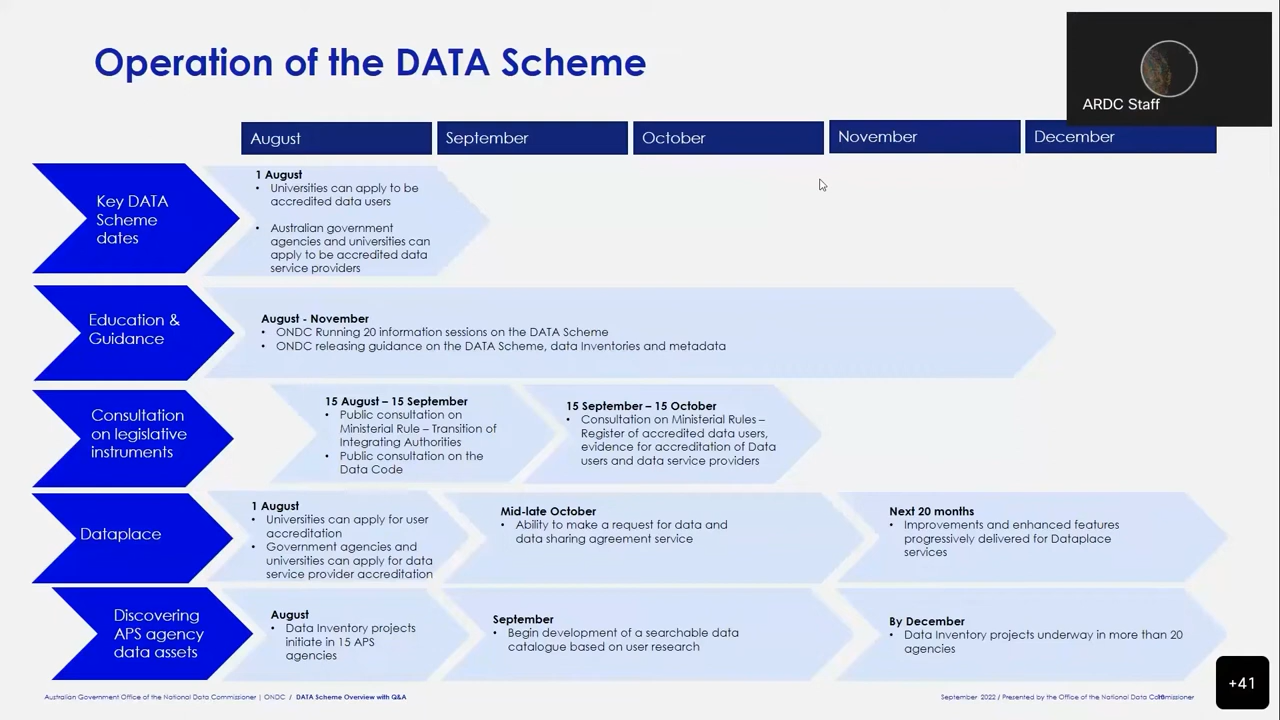 Operation of the DATA Scheme
ARDC Staff
August
September
October
November
December
Key DATA
Scheme
dates
1 August
• Universities can apply to be
accredited data users
• Australian government
agencies and universities can
apply to be accredited data
service providers
Education &
Guidance
August - November
• ONDC Running 20 information sessions on the DATA Scheme
• ONDC releasing guidance on the DATA Scheme, data Inventories and metadata
Consultation
on legislative
instruments
15 August – 15 September
• Public consultation on
Ministerial Rule – Transition of
Integrating Authorities
• Public consultation on the
Data Code
15 September – 15 October
• Consultation on Ministerial Rules –
Register of accredited data users,
evidence for accreditation of Data
users and data service providers
Dataplace
1 August
• Universities can apply for user
accreditation
• Government agencies and
universities can apply for data
service provider accreditation
Mid-late October
• Ability to make a request for data and
data sharing agreement service
Next 20 months
• Improvements and enhanced features
progressively delivered for Dataplace
services
Discovering
APS agency
data assets
August
• Data Inventory projects
initiate in 15 APS
agencies
September
• Begin development of a searchable data
catalogue based on user research
By December
• Data Inventory projects underway in more than 20
agencies
+41
Australian Government Office of the National Data Commissioner | ONDC / DATA Scheme Overview with Q&A
September 2022 / Presented by the Office of the National Data Commissioner